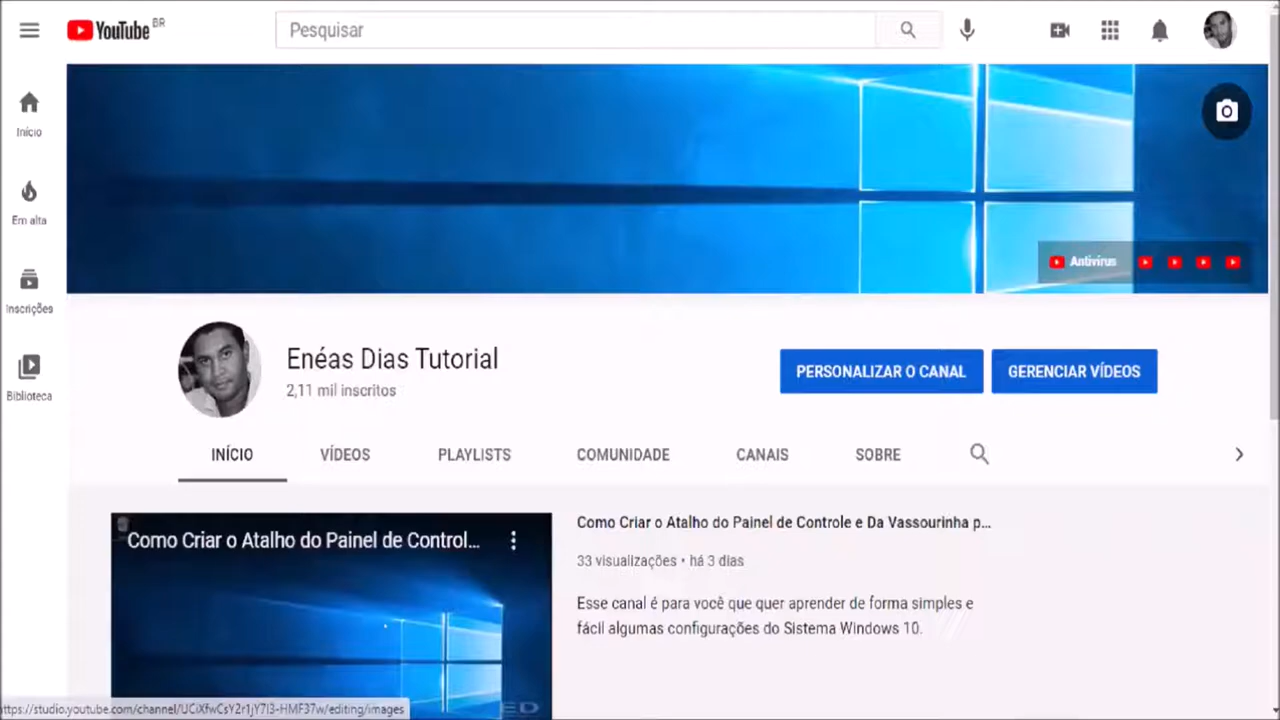 YouTube BR
Pesquisar
Início
Em alta
Inscrições
Biblioteca
Antivirus
Enéas Dias Tutorial
2,11 mil inscritos
PERSONALIZAR O CANAL
GERENCIAR VÍDEOS
INÍCIO VÍDEOS PLAYLISTS COMUNIDADE CANAIS SOBRE
Como Criar o Atalho do Painel de Control...
Como Criar o Atalho do Painel de Controle e Da Vassourinha p...
33 visualizações • há 3 dias
Esse canal é para você que quer aprender de forma simples e
fácil algumas configurações do Sistema Windows 10.
https://studio.youtube.com/channel/UCiXfwCsY2r1jY7I3-HMF37w/editing/images